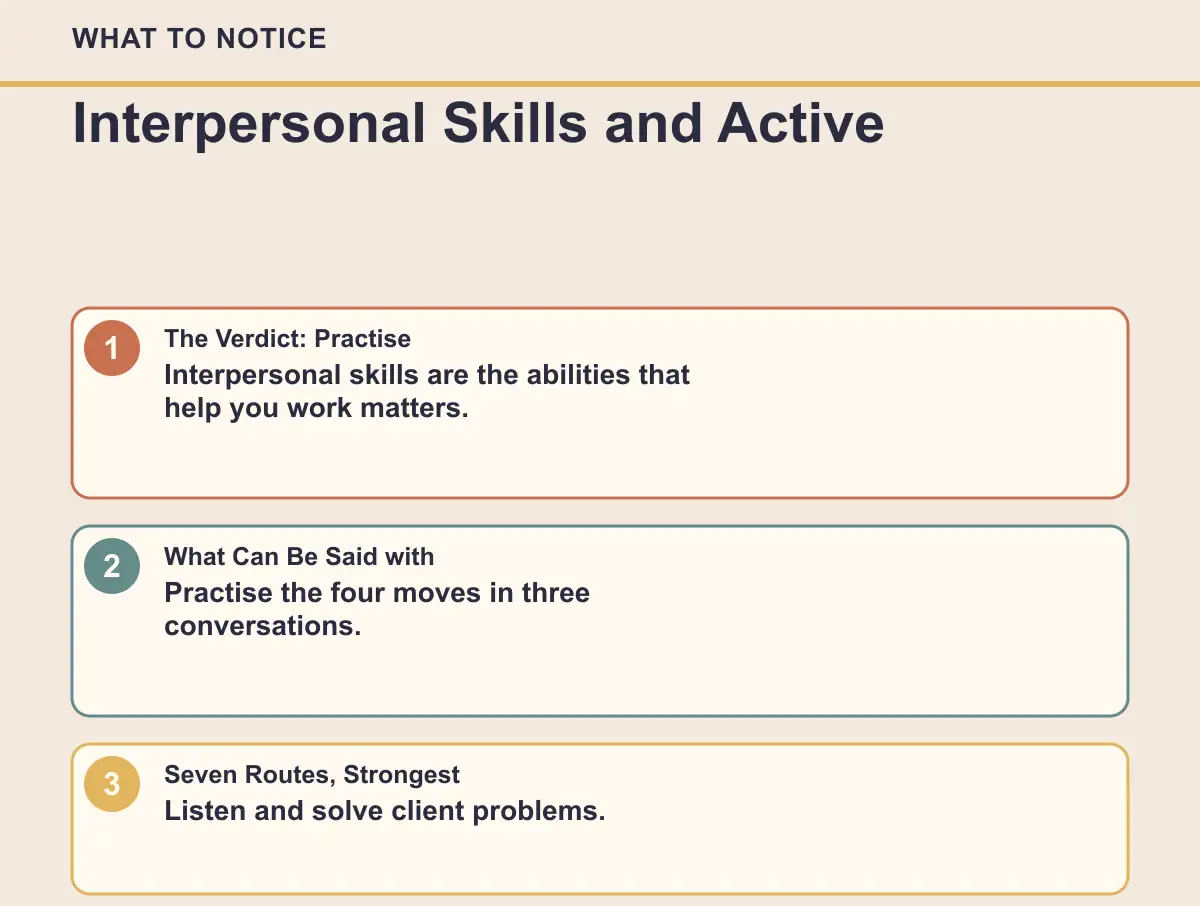 WHAT TO NOTICE
Interpersonal Skills and Active
1
The Verdict: Practise
Interpersonal skills are the abilities that
help you work matters.
2
What Can Be Said with
Practise the four moves in three
conversations.
3
Seven Routes, Strongest
Listen and solve client problems.